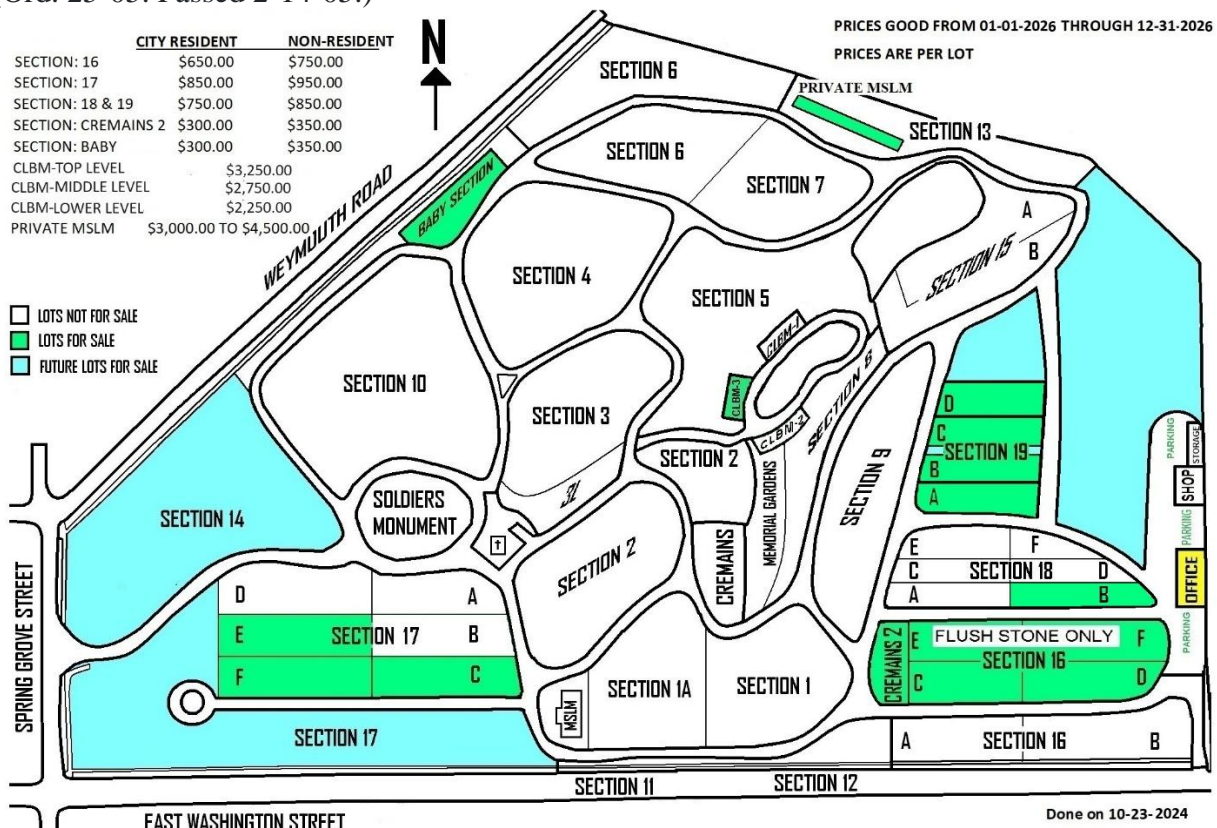 (Ord. 23-05. Passed 2-14-05.)
PRICES GOOD FROM 01-01-2026 THROUGH 12-31-2026
PRICES ARE PER LOT
CITY RESIDENT NON-RESIDENT
SECTION: 16 $650.00 $750.00
SECTION: 17 $850.00 $950.00
SECTION: 18 & 19 $750.00 $850.00
SECTION: CREMAINS 2 $300.00 $350.00
SECTION: BABY $300.00 $350.00
CLBM-TOP LEVEL $3,250.00
CLBM-MIDDLE LEVEL $2,750.00
CLBM-LOWER LEVEL $2,250.00
PRIVATE MSLM $3,000.00 TO $4,500.00
N
LOTS NOT FOR SALE
LOTS FOR SALE
FUTURE LOTS FOR SALE
WEYMOUTH ROAD
SECTION 6
PRIVATE MSLM
SECTION 13
SECTION 6
SECTION 7
BABY SECTION
A
B
SECTION 15
SECTION 4
SECTION 5
SECTION 10
SECTION 3
CLBM-1
CLBM-3
CLBM-2
SECTION 8
SECTION 9
D
C
SECTION 19
B
A
PARKING
STORAGE
SHOP
PARKING
OFFICE
PARKING
SECTION 2
MEMORIAL GARDENS
CREMAINS
SOLDIERS
MONUMENT
SECTION 14
SECTION 2
E F
C SECTION 18 D
A B
SPRING GROVE STREET
D A
E SECTION 17 B
F C
CREMAINS 2
E FLUSH STONE ONLY F
SECTION 16
C D
SECTION 1A
SECTION 1
MSLM
SECTION 17
A SECTION 16 B
SECTION 11
SECTION 12
EAST WASHINGTON STREET
Done on 10-23-2024